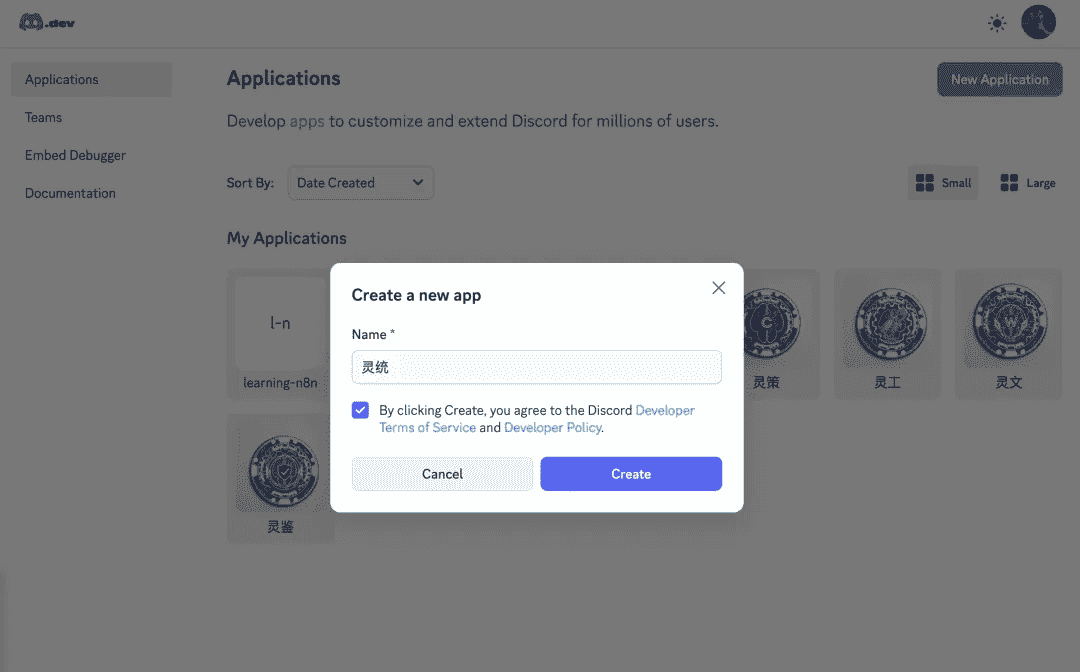 .dev
Applications
Teams
Embed Debugger
Documentation
Applications
New Application
Develop apps to customize and extend Discord for millions of users.
Sort By:
Date Created
Small
Large
My Applications
l-n
learning-n8n
C
灵策
灵工
W
灵文
灵鉴
Create a new app
Name *
灵统
By clicking Create, you agree to the Discord Developer
Terms of Service and Developer Policy.
Cancel
Create